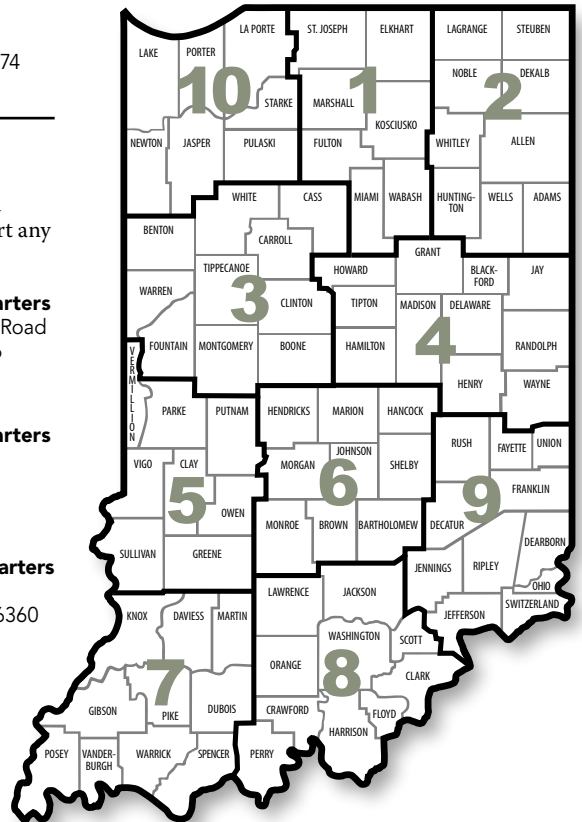 74
rt any
arters
Road
arters
arters
6360
LA PORTE
ST. JOSEPH
ELKHART
LAGRANGE
STEUBEN
LAKE
PORTER
10
STARKE
1
MARSHALL
KOSCIUSKO
NOBLE
DEKALB
2
NEWTON
JASPER
PULASKI
FULTON
WHITLEY
ALLEN
MIAMI
WABASH
HUNTING-
TON
WELLS
ADAMS
WHITE
CASS
BENTON
CARROLL
GRANT
TIPPECANOE
HOWARD
BLACK-
FORD
JAY
WARREN
3
CLINTON
TIPTON
MADISON
DELAWARE
4
FOUNTAIN
MONTGOMERY
BOONE
HAMILTON
RANDOLPH
HENRY
WAYNE
VERMILLION
PARKE
PUTNAM
HENDRICKS
MARION
HANCOCK
RUSH
FAYETTE
UNION
VIGO
CLAY
MORGAN
JOHNSON
SHELBY
FRANKLIN
5
6
9
OWEN
MONROE
BROWN
BARTHOLOMEW
DECATUR
DEARBORN
SULLIVAN
GREENE
JENNINGS
RIPLEY
OHIO
SWITZERLAND
LAWRENCE
JACKSON
JEFFERSON
KNOX
DAVIESS
MARTIN
WASHINGTON
SCOTT
ORANGE
8
CLARK
7
GIBSON
PIKE
DUBOIS
CRAWFORD
FLOYD
HARRISON
POSEY
VANDER-
BURGH
WARRICK
SPENCER
PERRY